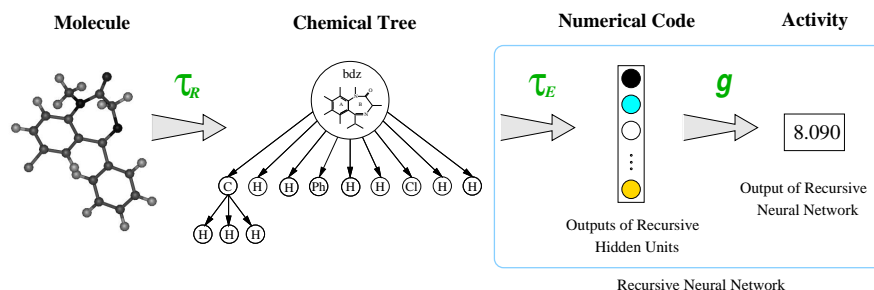 Molecule
Chemical Tree
Numerical Code
Activity
τR
τE
g
bdz
N
O
A
B
N
C H H Ph H H Cl H H
H H H
8.090
Outputs of Recursive
Hidden Units
Output of Recursive
Neural Network
Recursive Neural Network